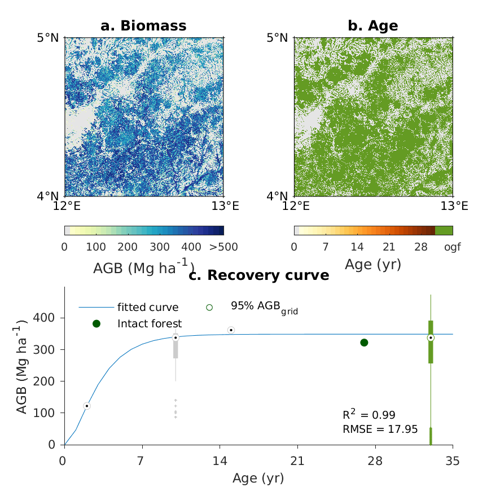 a. Biomass
b. Age
5°N
5°N
4°N
4°N
12°E
13°E
12°E
13°E
0 100 200 300 400 >500
0 7 14 21 28 ogf
AGB (Mg ha⁻¹)
Age (yr)
c. Recovery curve
fitted curve
95% AGB_grid
Intact forest
400
300
200
100
0
AGB (Mg ha⁻¹)
R² = 0.99
RMSE = 17.95
0 7 14 21 28 35
Age (yr)